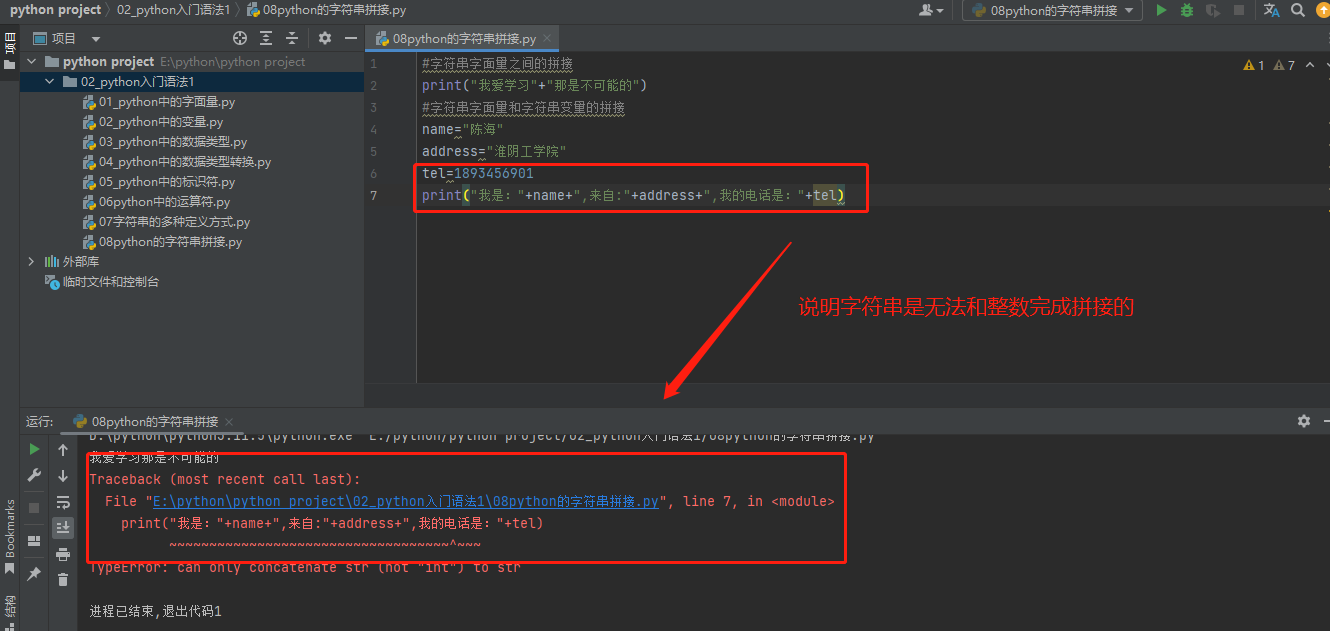 python project 〉 02_python入门语法1 〉 08python的字符串拼接.py
08python的字符串拼接
项目
项目
08python的字符串拼接.py
python project E:\python\python project
02_python入门语法1
01_python中的字面量.py
02_python中的变量.py
03_python中的数据类型.py
04_python中的数据类型转换.py
05_python中的标识符.py
06python中的运算符.py
07字符串的多种定义方式.py
08python的字符串拼接.py
外部库
临时文件和控制台
1 #字符串字面量之间的拼接
2 print("我爱学习"+"那是不可能的")
3 #字符串字面量和字符串变量的拼接
4 name="陈海"
5 address="淮阴工学院"
6 tel=1893456901
7 print("我是："+name+",来自:"+address+",我的电话是："+tel)
1 7
说明字符串是无法和整数完成拼接的
运行: 08python的字符串拼接
D:\python\python3.11.3\python.exe "E:/python/python project/02_python入门语法1/08python的字符串拼接.py"
我爱学习那是不可能的
Traceback (most recent call last):
File "E:\python\python project\02_python入门语法1\08python的字符串拼接.py", line 7, in <module>
print("我是："+name+",来自:"+address+",我的电话是："+tel)
~~~~~~~~~~~~~~~~~~~~~~~~~~~~~~~~~~~~^~~~
TypeError: can only concatenate str (not "int") to str
进程已结束,退出代码1
Bookmarks
结构